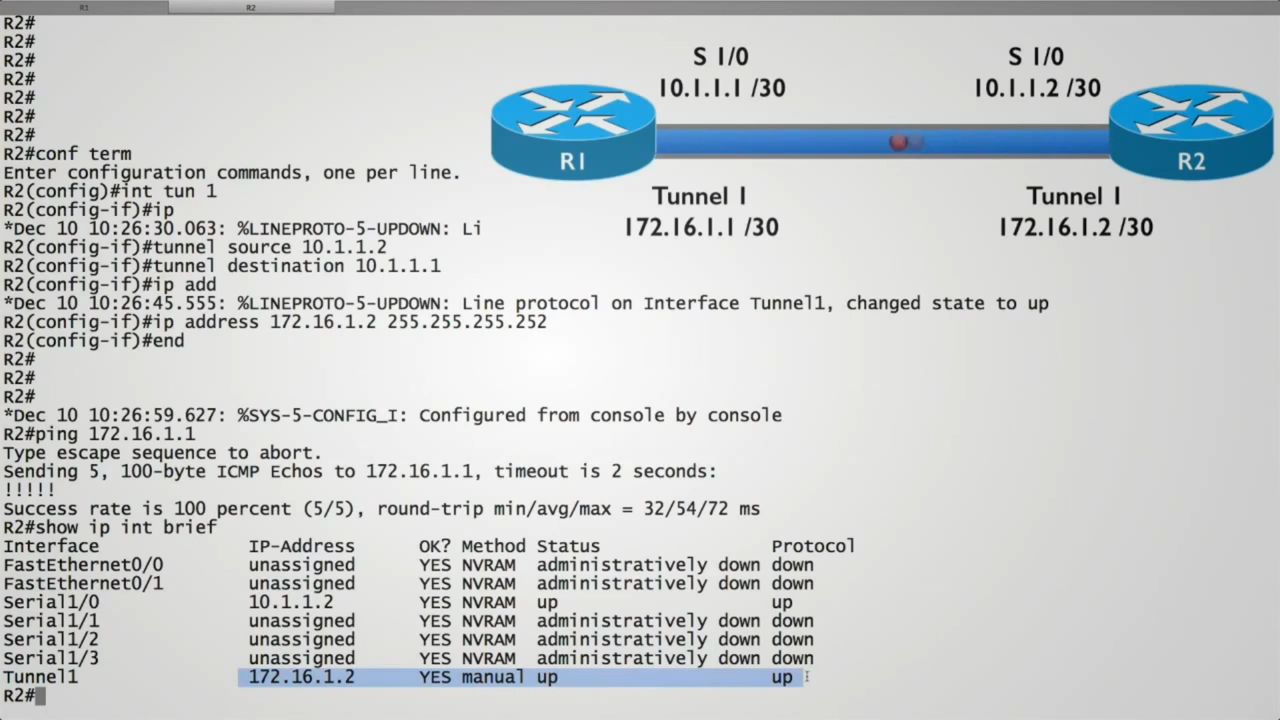 R1
R2
R2#
R2#
R2#
R2#
R2#
R2#
R2#
R2#conf term
Enter configuration commands, one per line.
R2(config)#int tun 1
R2(config-if)#ip
*Dec 10 10:26:30.063: %LINEPROTO-5-UPDOWN: Li
R2(config-if)#tunnel source 10.1.1.2
R2(config-if)#tunnel destination 10.1.1.1
R2(config-if)#ip add
*Dec 10 10:26:45.555: %LINEPROTO-5-UPDOWN: Line protocol on Interface Tunnel1, changed state to up
R2(config-if)#ip address 172.16.1.2 255.255.255.252
R2(config-if)#end
R2#
R2#
R2#
*Dec 10 10:26:59.627: %SYS-5-CONFIG_I: Configured from console by console
R2#ping 172.16.1.1
Type escape sequence to abort.
Sending 5, 100-byte ICMP Echos to 172.16.1.1, timeout is 2 seconds:
!!!!!
Success rate is 100 percent (5/5), round-trip min/avg/max = 32/54/72 ms
R2#show ip int brief
Interface IP-Address OK? Method Status Protocol
FastEthernet0/0 unassigned YES NVRAM administratively down down
FastEthernet0/1 unassigned YES NVRAM administratively down down
Serial1/0 10.1.1.2 YES NVRAM up up
Serial1/1 unassigned YES NVRAM administratively down down
Serial1/2 unassigned YES NVRAM administratively down down
Serial1/3 unassigned YES NVRAM administratively down down
Tunnel1 172.16.1.2 YES manual up up
R2#
S 1/0
10.1.1.1 /30
S 1/0
10.1.1.2 /30
R1
R2
Tunnel 1
172.16.1.1 /30
Tunnel 1
172.16.1.2 /30